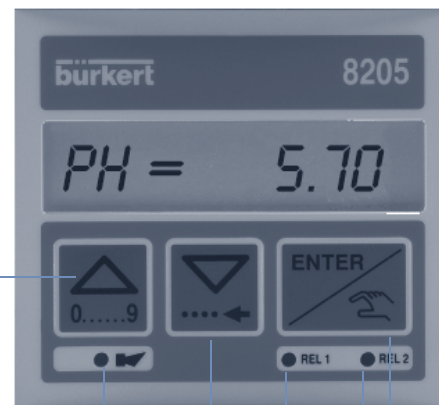 bürkert 8205
PH = 5.70
ENTER
0......9
REL 1 REL 2